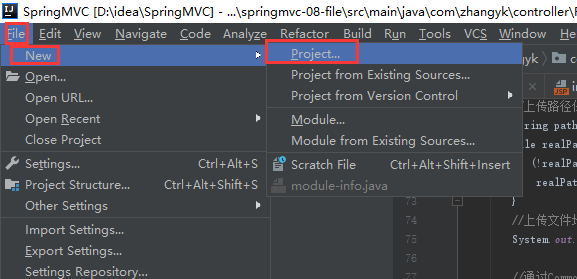 SpringMVC [D:\idea\SpringMVC] - ...\springmvc-08-file\src\main\java\com\zhangyk\controller\
File Edit View Navigate Code Analyze Refactor Build Run Tools VCS Window
New
Open...
Open URL...
Open Recent
Close Project
Settings... Ctrl+Alt+S
Project Structure... Ctrl+Alt+Shift+S
Other Settings
Import Settings...
Export Settings...
Settings Repository...
Project...
Project from Existing Sources...
Project from Version Control
Module...
Module from Existing Sources...
Scratch File Ctrl+Alt+Shift+Insert
module-info.java
gyk
JSP
上传路径
ring path
le realPa
(!real
realPat
73 }
74 //上传文件
System.out.
//通过Commo